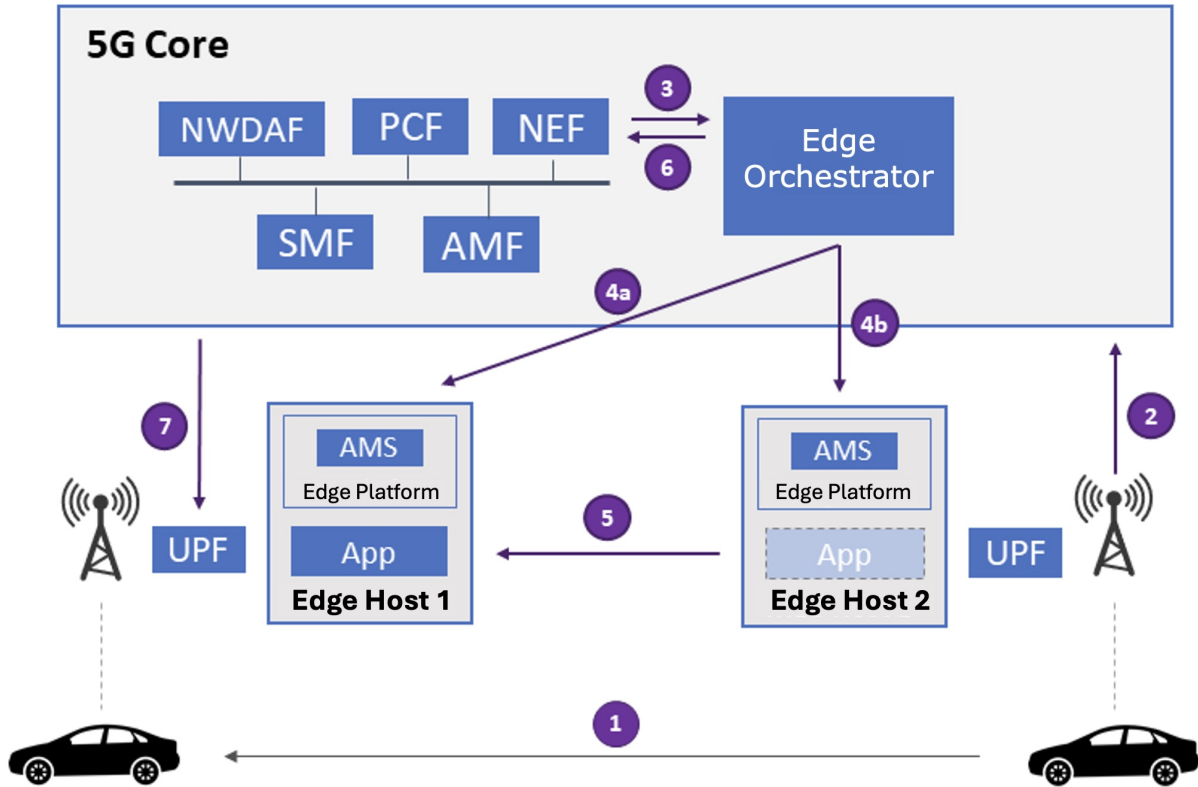 5G Core
NWDAF
PCF
NEF
3
6
Edge
Orchestrator
SMF
AMF
4a
4b
7
2
AMS
Edge Platform
App
Edge Host 1
5
AMS
Edge Platform
App
Edge Host 2
UPF
UPF
1